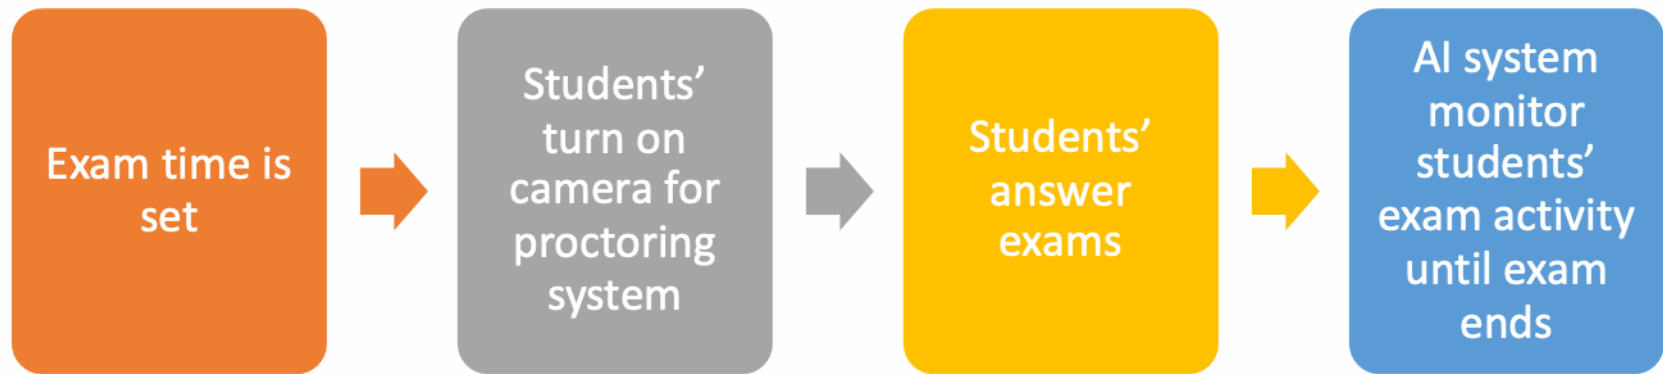 Exam time is
set
Students’
turn on
camera for
proctoring
system
Students’
answer
exams
AI system
monitor
students’
exam activity
until exam
ends